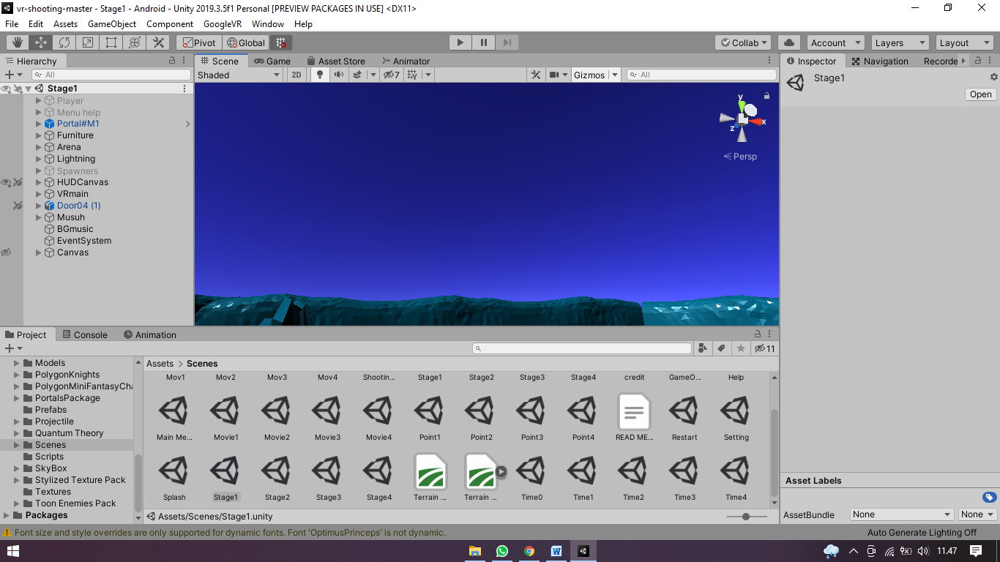 vr-shooting-master - Stage1 - Android - Unity 2019.3.5f1 Personal [PREVIEW PACKAGES IN USE] <DX11>
File Edit Assets GameObject Component GoogleVR Window Help
Pivot Global Collab Account Layers Layout
Hierarchy
All
Stage1
Player
Menu help
Portal#M1
Furniture
Arena
Lightning
Spawners
HUDCanvas
VRmain
Door04 (1)
Musuh
BGmusic
EventSystem
Canvas
Scene Game Asset Store Animator
Shaded 2D 7 Gizmos All
y
x
z
Persp
Inspector Navigation Recorde
Stage1
Open
Project Console Animation
11
Models
PolygonKnights
PolygonMiniFantasyCha
PortalsPackage
Prefabs
Projectile
Quantum Theory
Scenes
Scripts
SkyBox
Stylized Texture Pack
Textures
Toon Enemies Pack
Packages
Assets > Scenes
Mov1 Mov2 Mov3 Mov4 Shootin... Stage1 Stage2 Stage3 Stage4 credit GameO... Help
Main Me... Movie1 Movie2 Movie3 Movie4 Point1 Point2 Point3 Point4 READ ME... Restart Setting
Splash Stage1 Stage2 Stage3 Stage4 Terrain ... Terrain ... Time0 Time1 Time2 Time3 Time4
Assets/Scenes/Stage1.unity
Asset Labels
AssetBundle None None
Font size and style overrides are only supported for dynamic fonts. Font 'OptimusPrinceps' is not dynamic.
Auto Generate Lighting Off
11.47